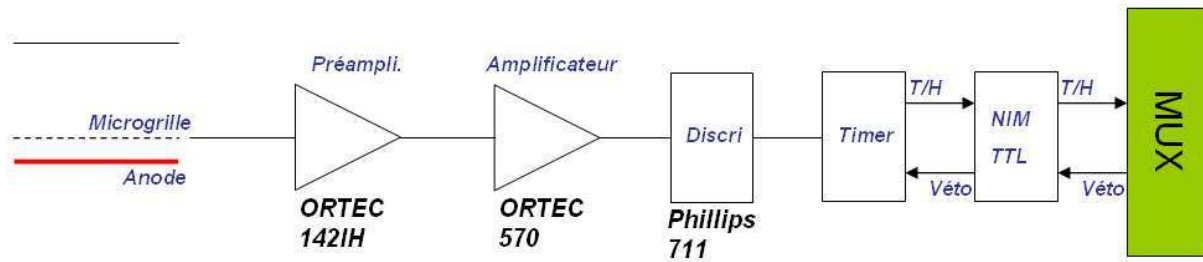 Préampli.
Amplificateur
Microgrille
Anode
ORTEC
142IH
ORTEC
570
Discri
Phillips
711
Timer
T/H
Véto
NIM
TTL
T/H
Véto
MUX